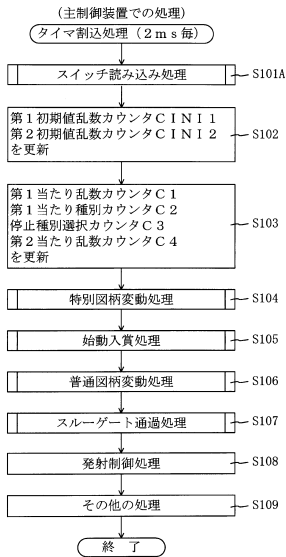 (主制御装置での処理)
タイマ割込処理(2ms毎)
スイッチ読み込み処理
S101A
第1初期値乱数カウンタCINI1
第2初期値乱数カウンタCINI2
を更新
S102
第1当たり乱数カウンタC1
第1当たり種別カウンタC2
停止種別選択カウンタC3
第2当たり乱数カウンタC4
を更新
S103
特別図柄変動処理
S104
始動入賞処理
S105
普通図柄変動処理
S106
スルーゲート通過処理
S107
発射制御処理
S108
その他の処理
S109
終 了